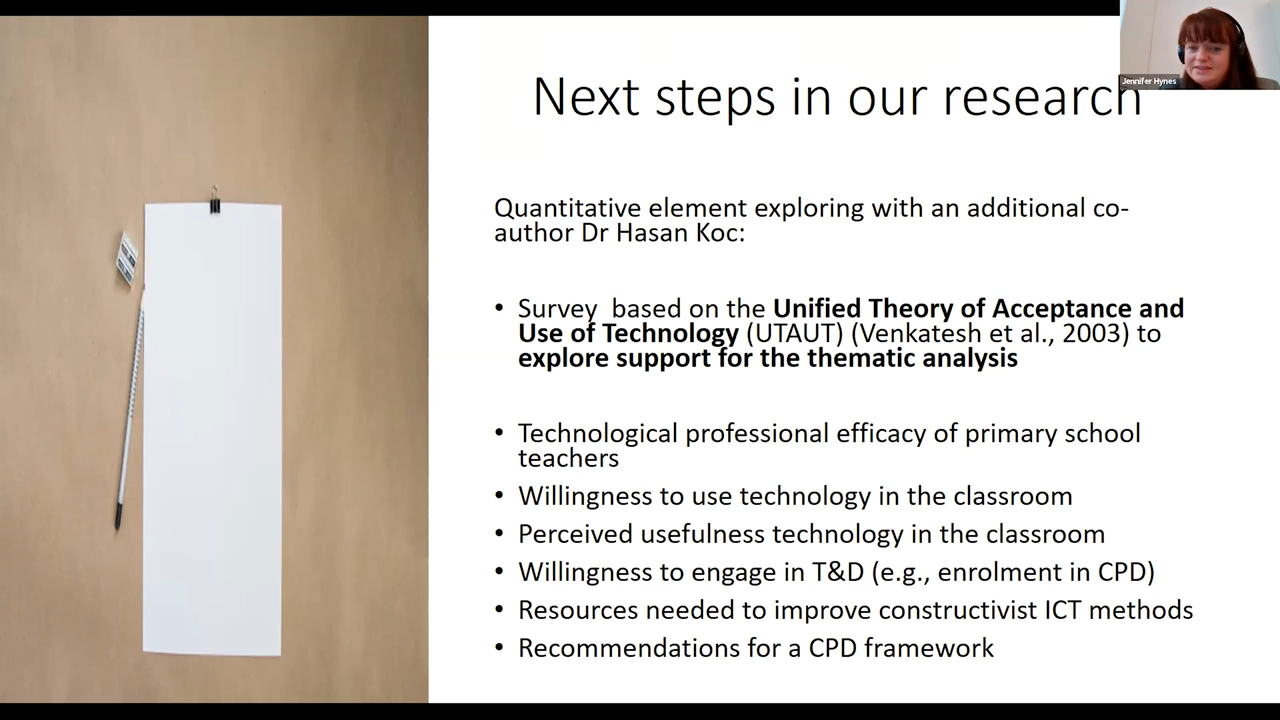 Jennifer Hynes
Next steps in our research
Quantitative element exploring with an additional co-
author Dr Hasan Koc:
• Survey  based on the Unified Theory of Acceptance and
Use of Technology (UTAUT) (Venkatesh et al., 2003) to
explore support for the thematic analysis
• Technological professional efficacy of primary school
teachers
• Willingness to use technology in the classroom
• Perceived usefulness technology in the classroom
• Willingness to engage in T&D (e.g., enrolment in CPD)
• Resources needed to improve constructivist ICT methods
• Recommendations for a CPD framework